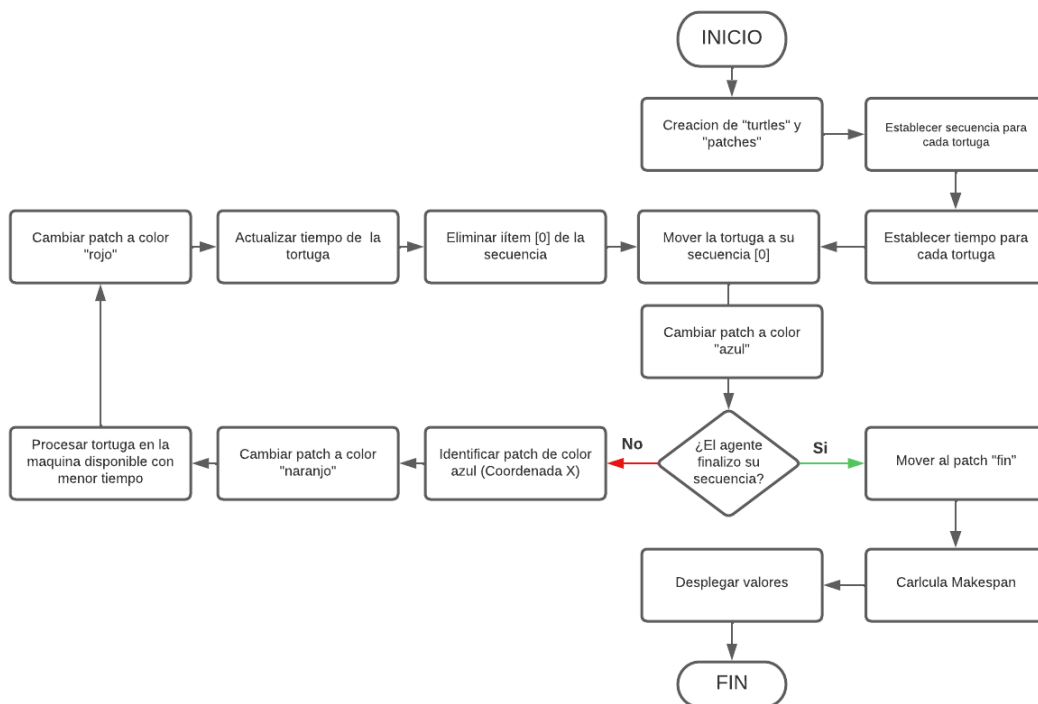 INICIO
Creacion de "turtles" y
"patches"
Establecer secuencia para
cada tortuga
Establecer tiempo para
cada tortuga
Mover la tortuga a su
secuencia [0]
Eliminar iítem [0] de la
secuencia
Actualizar tiempo de la
tortuga
Cambiar patch a color
"rojo"
Cambiar patch a color
"azul"
¿El agente
finalizo su
secuencia?
No
Si
Identificar patch de color
azul (Coordenada X)
Cambiar patch a color
"naranjo"
Procesar tortuga en la
maquina disponible con
menor tiempo
Mover al patch "fin"
Carlcula Makespan
Desplegar valores
FIN